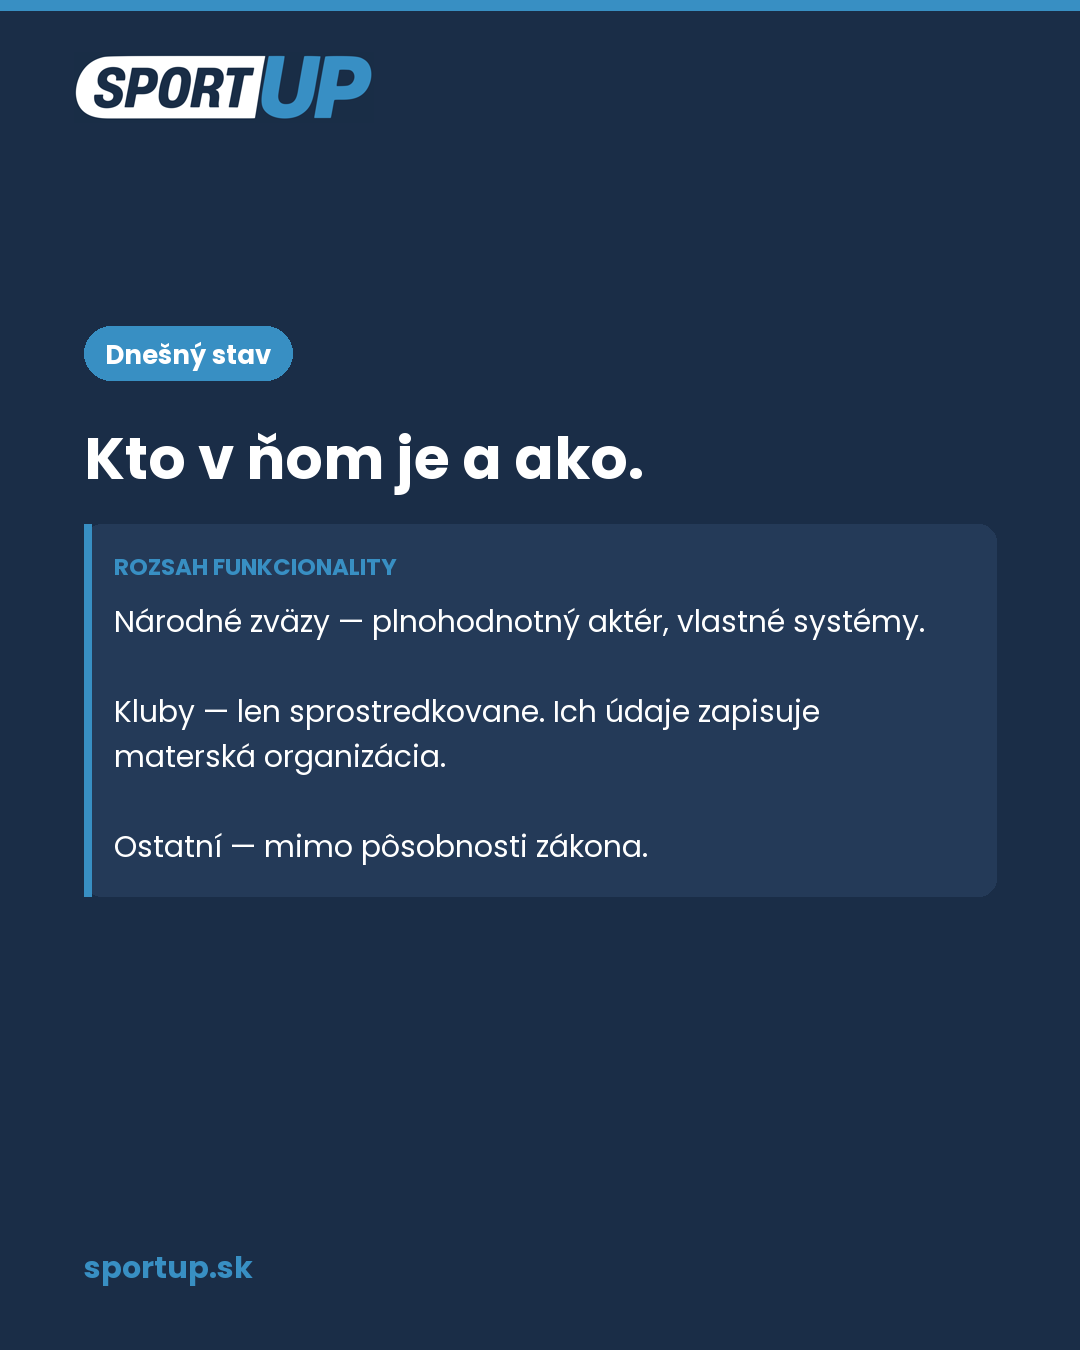 SPORTUP
Dnešný stav
Kto v ňom je a ako.
ROZSAH FUNKCIONALITY
Národné zväzy — plnohodnotný aktér, vlastné systémy.
Kluby — len sprostredkovane. Ich údaje zapisuje
materská organizácia.
Ostatní — mimo pôsobnosti zákona.
sportup.sk